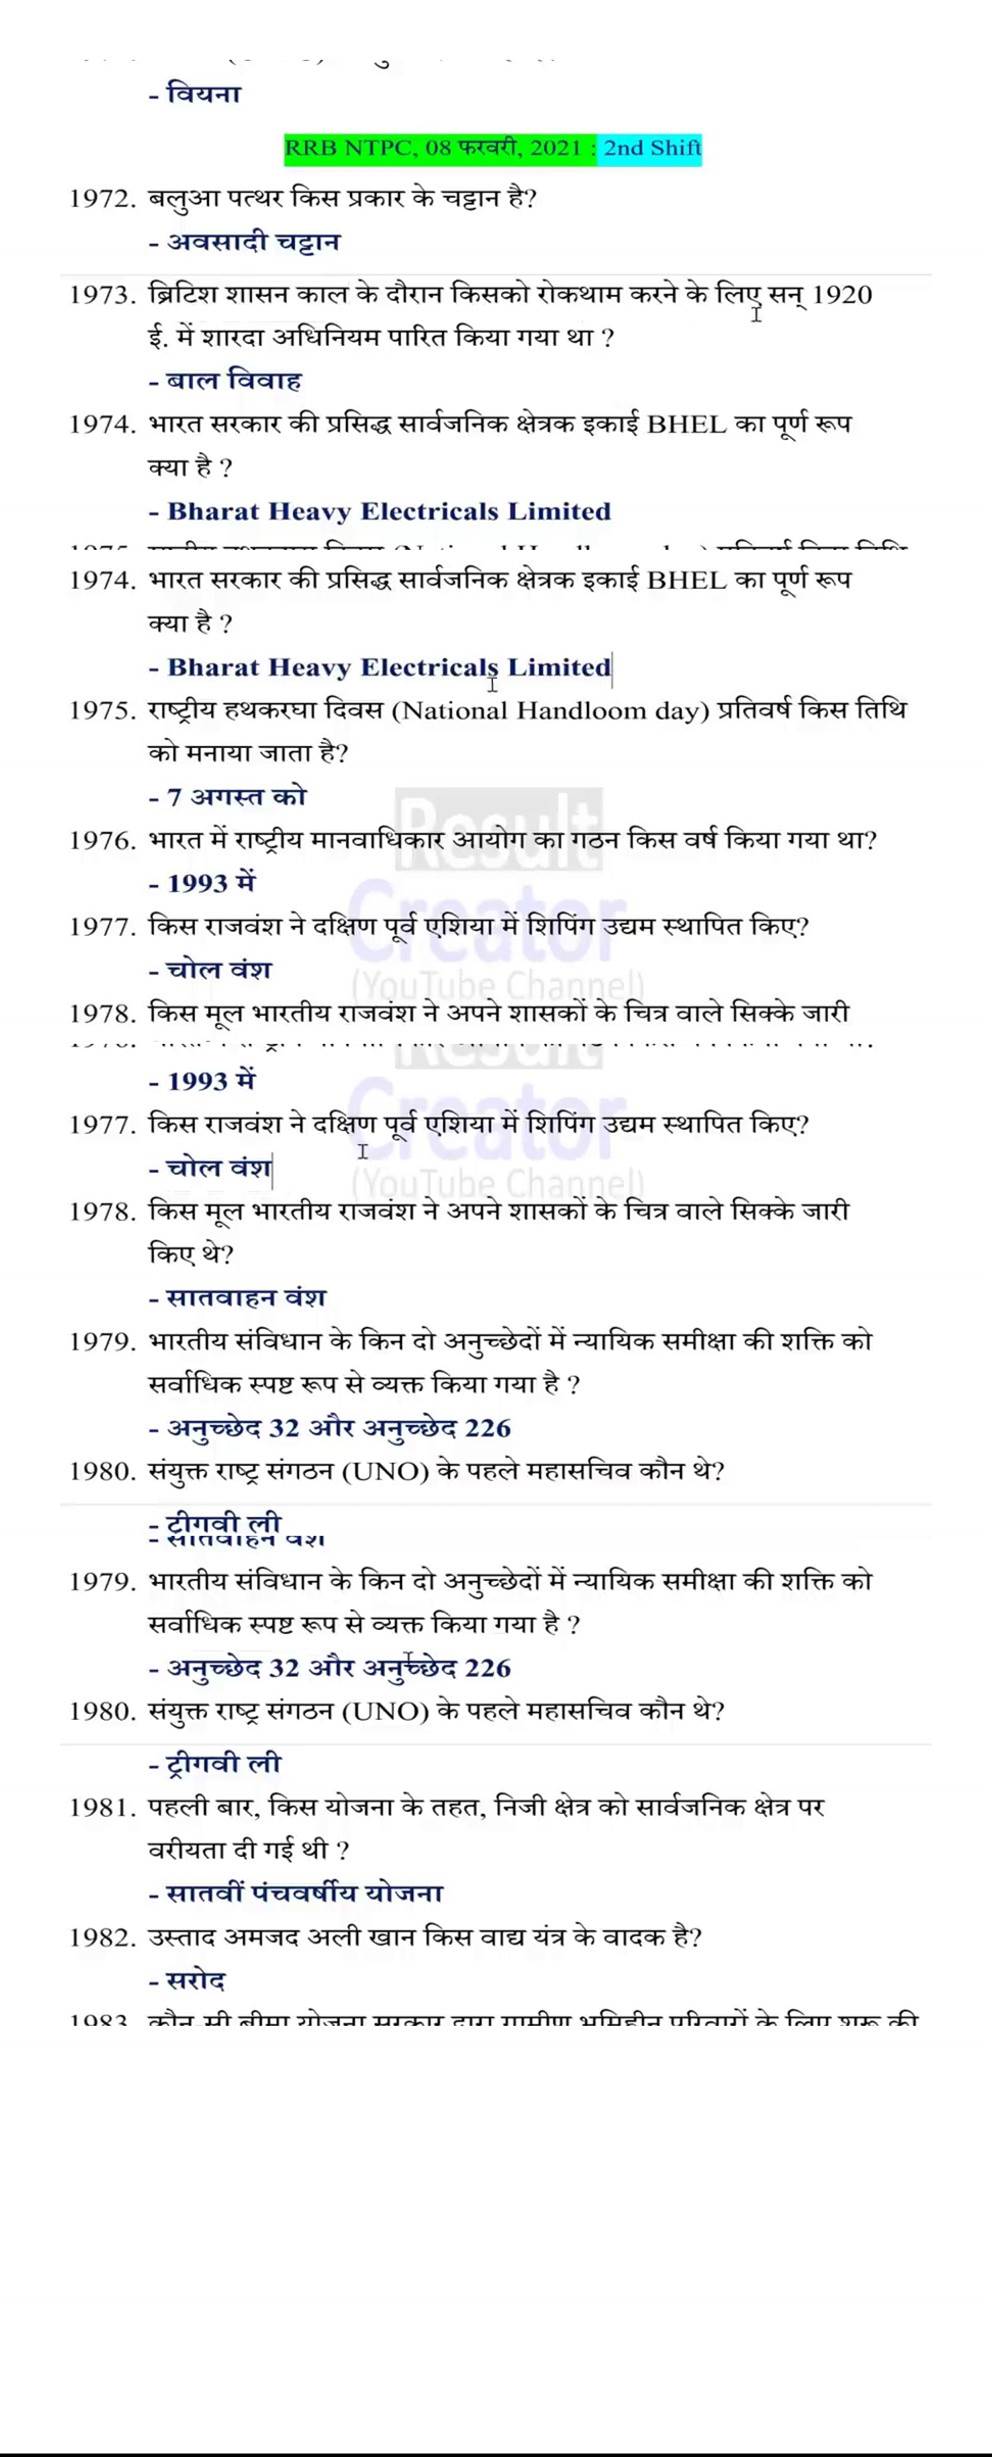 - वियना
RRB NTPC, 08 फरवरी, 2021 : 2nd Shift
1972. बलुआ पत्थर किस प्रकार के चट्टान है?
- अवसादी चट्टान
1973. ब्रिटिश शासन काल के दौरान किसको रोकथाम करने के लिए सन् 1920
ई. में शारदा अधिनियम पारित किया गया था ?
- बाल विवाह
1974. भारत सरकार की प्रसिद्ध सार्वजनिक क्षेत्रक इकाई BHEL का पूर्ण रूप
क्या है ?
- Bharat Heavy Electricals Limited
1974. भारत सरकार की प्रसिद्ध सार्वजनिक क्षेत्रक इकाई BHEL का पूर्ण रूप
क्या है ?
- Bharat Heavy Electricals Limited
1975. राष्ट्रीय हथकरघा दिवस (National Handloom day) प्रतिवर्ष किस तिथि
को मनाया जाता है?
- 7 अगस्त को
Result
1976. भारत में राष्ट्रीय मानवाधिकार आयोग का गठन किस वर्ष किया गया था?
- 1993 में
Creator
1977. किस राजवंश ने दक्षिण पूर्व एशिया में शिपिंग उद्यम स्थापित किए?
- चोल वंश
(YouTube Channel)
1978. किस मूल भारतीय राजवंश ने अपने शासकों के चित्र वाले सिक्के जारी
- 1993 में
Creator
1977. किस राजवंश ने दक्षिण पूर्व एशिया में शिपिंग उद्यम स्थापित किए?
- चोल वंश
(YouTube Channel)
1978. किस मूल भारतीय राजवंश ने अपने शासकों के चित्र वाले सिक्के जारी
किए थे?
- सातवाहन वंश
1979. भारतीय संविधान के किन दो अनुच्छेदों में न्यायिक समीक्षा की शक्ति को
सर्वाधिक स्पष्ट रूप से व्यक्त किया गया है ?
- अनुच्छेद 32 और अनुच्छेद 226
1980. संयुक्त राष्ट्र संगठन (UNO) के पहले महासचिव कौन थे?
- ट्रीगवी ली
- सातवाहन वंश
1979. भारतीय संविधान के किन दो अनुच्छेदों में न्यायिक समीक्षा की शक्ति को
सर्वाधिक स्पष्ट रूप से व्यक्त किया गया है ?
- अनुच्छेद 32 और अनुच्छेद 226
1980. संयुक्त राष्ट्र संगठन (UNO) के पहले महासचिव कौन थे?
- ट्रीगवी ली
1981. पहली बार, किस योजना के तहत, निजी क्षेत्र को सार्वजनिक क्षेत्र पर
वरीयता दी गई थी ?
- सातवीं पंचवर्षीय योजना
1982. उस्ताद अमजद अली खान किस वाद्य यंत्र के वादक है?
- सरोद
1983. कौन सी बीमा योजना सरकार द्वारा ग्रामीण भूमिहीन परिवारों के लिए शुरू की